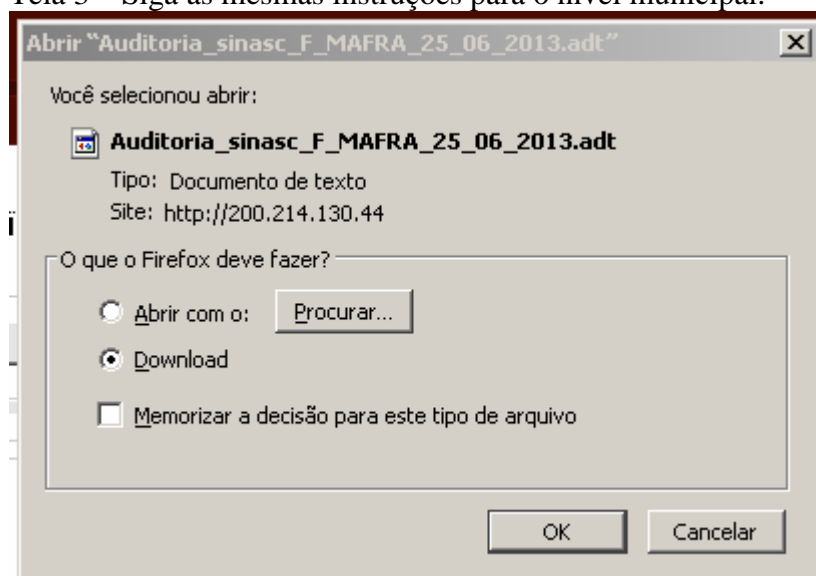 Tela 3 – Siga as mesmas instruções para o nível municipal.
Abrir “Auditoria_sinasc_F_MAFRA_25_06_2013.adt”
Você selecionou abrir:
Auditoria_sinasc_F_MAFRA_25_06_2013.adt
Tipo: Documento de texto
Site: http://200.214.130.44
O que o Firefox deve fazer?
Abrir com o: Procurar...
Download
Memorizar a decisão para este tipo de arquivo
OK Cancelar